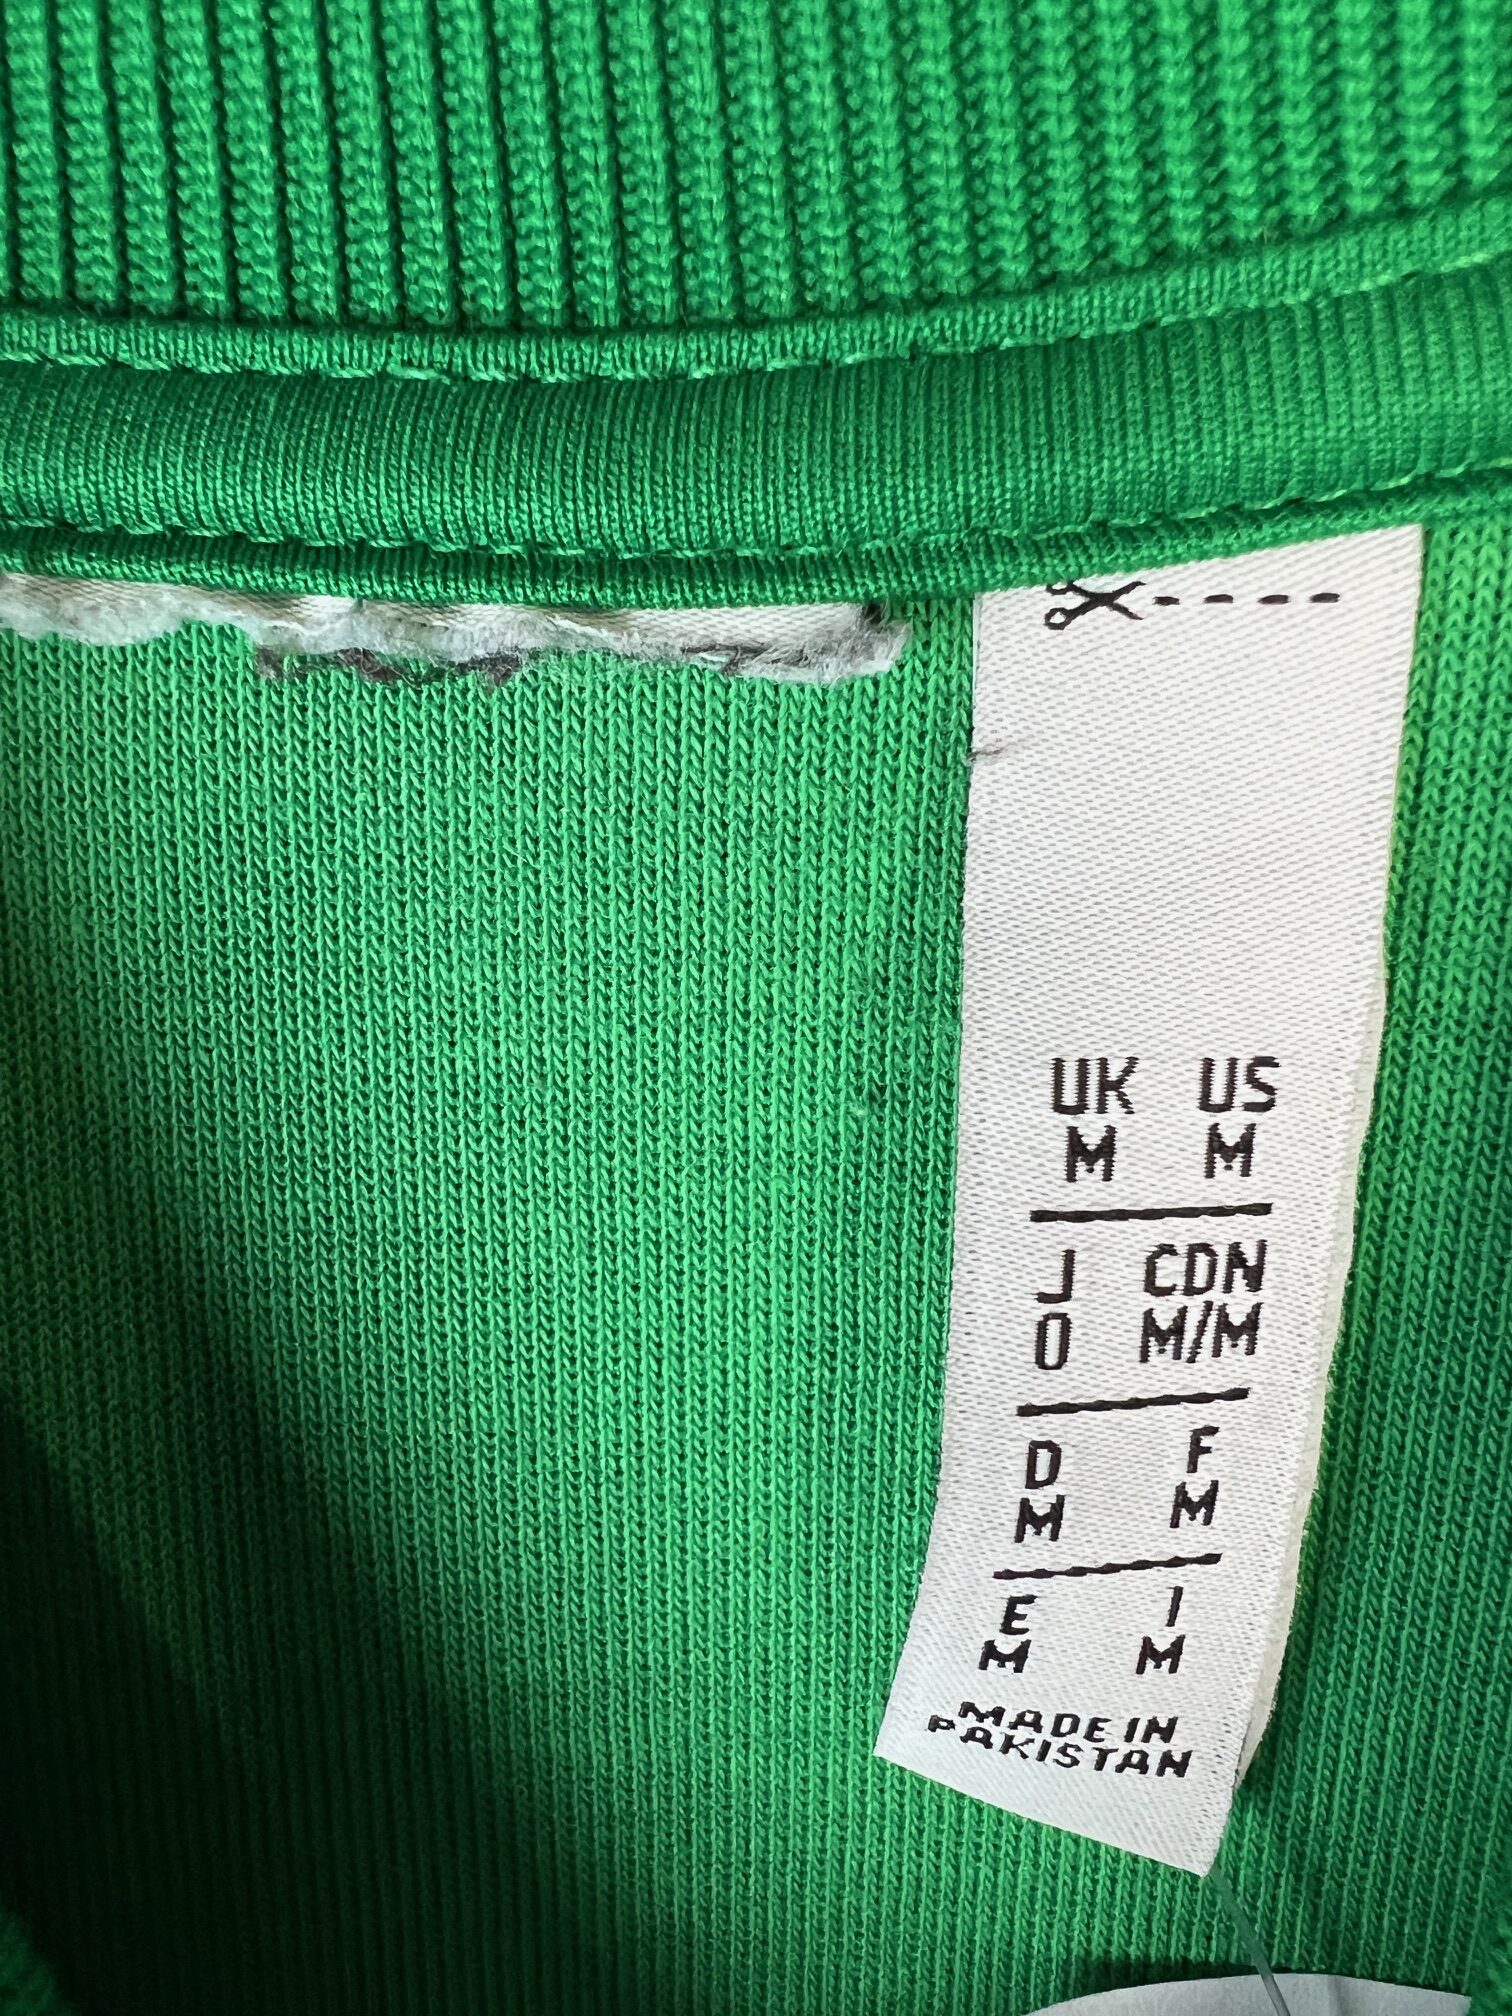 UK US
M M
J CDN
O M/M
D F
M M
E I
M M
MADE IN
PAKISTAN